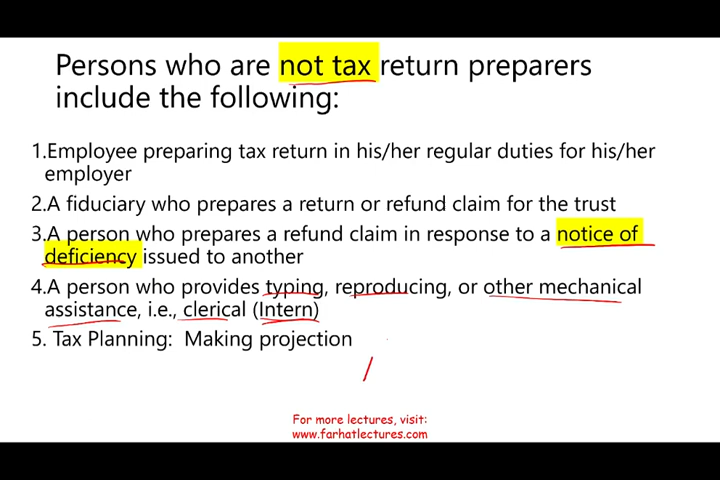 Persons who are not tax return preparers
include the following:
1.Employee preparing tax return in his/her regular duties for his/her
employer
2.A fiduciary who prepares a return or refund claim for the trust
3.A person who prepares a refund claim in response to a notice of
deficiency issued to another
4.A person who provides typing, reproducing, or other mechanical
assistance, i.e., clerical (Intern)
5. Tax Planning: Making projection
For more lectures, visit:
www.farhatlectures.com